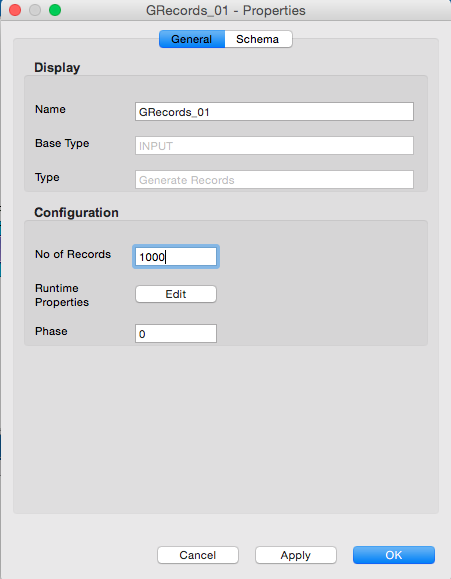 GRecords_01 - Properties
General Schema
Display
Name GRecords_01
Base Type INPUT
Type Generate Records
Configuration
No of Records 1000
Runtime
Properties Edit
Phase 0
Cancel Apply OK